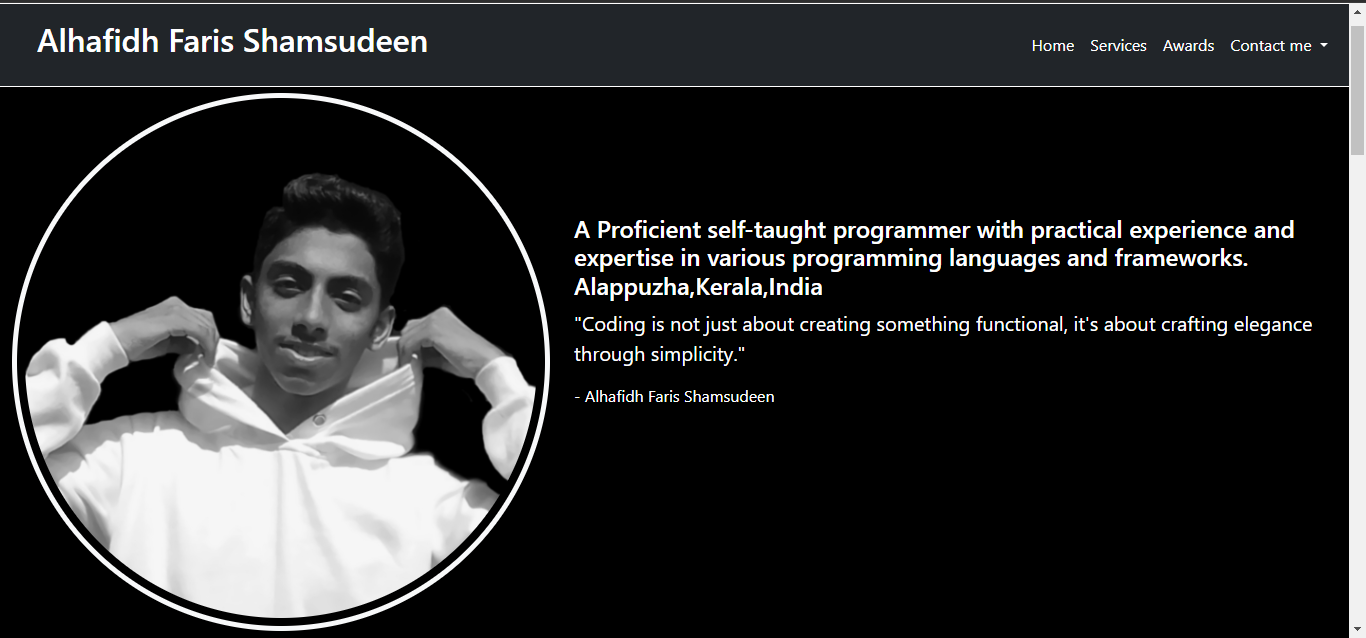 Alhafidh Faris Shamsudeen
Home Services Awards Contact me
A Proficient self-taught programmer with practical experience and
expertise in various programming languages and frameworks.
Alappuzha,Kerala,India
"Coding is not just about creating something functional, it's about crafting elegance
through simplicity."
- Alhafidh Faris Shamsudeen